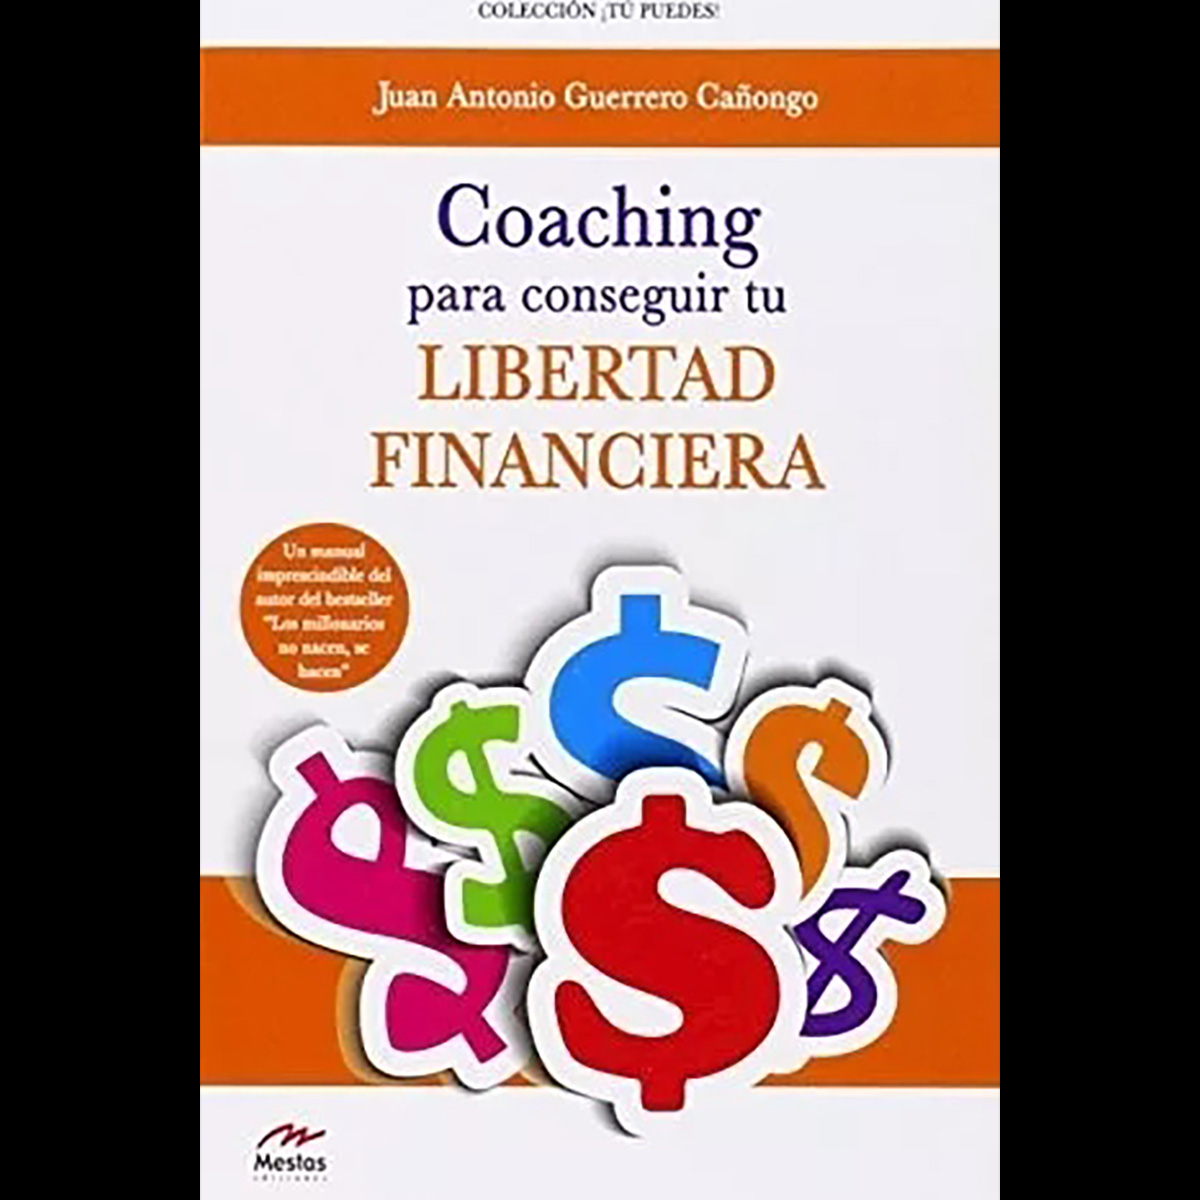 COLECCIÓN ¡TÚ PUEDES!
Juan Antonio Guerrero Cañongo
Coaching
para conseguir tu
LIBERTAD
FINANCIERA
Un manual
imprescindible del
autor del bestseller
"Los millonarios
no nacen, se
hacen"
Mestas
ediciones